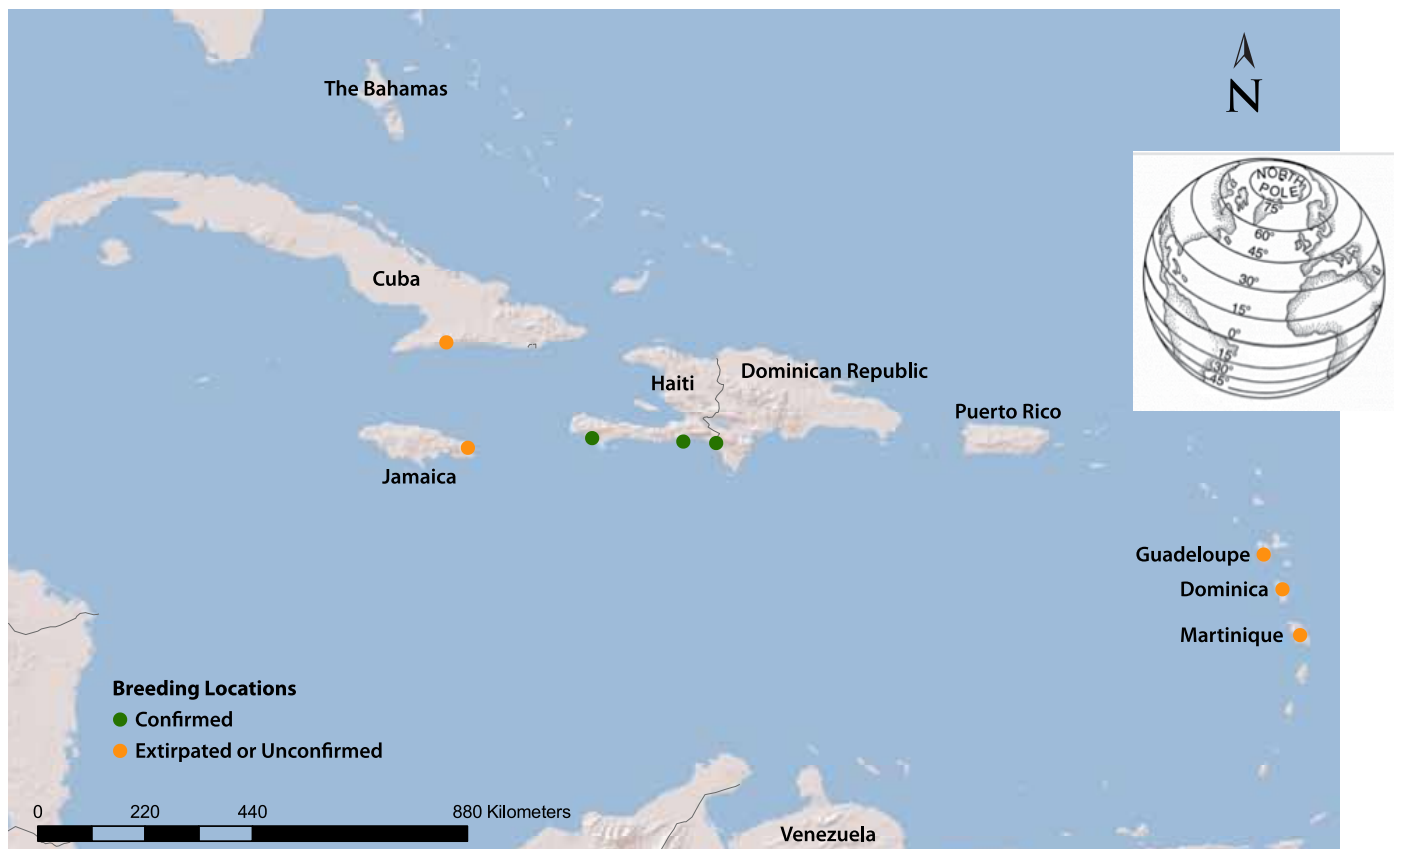 The Bahamas
N
NORTH
POLE
75°
60°
45°
30°
15°
0°
15°
30°
45°
Cuba
Haiti
Dominican Republic
Puerto Rico
Jamaica
Guadeloupe
Dominica
Martinique
Breeding Locations
Confirmed
Extirpated or Unconfirmed
0 220 440 880 Kilometers
Venezuela